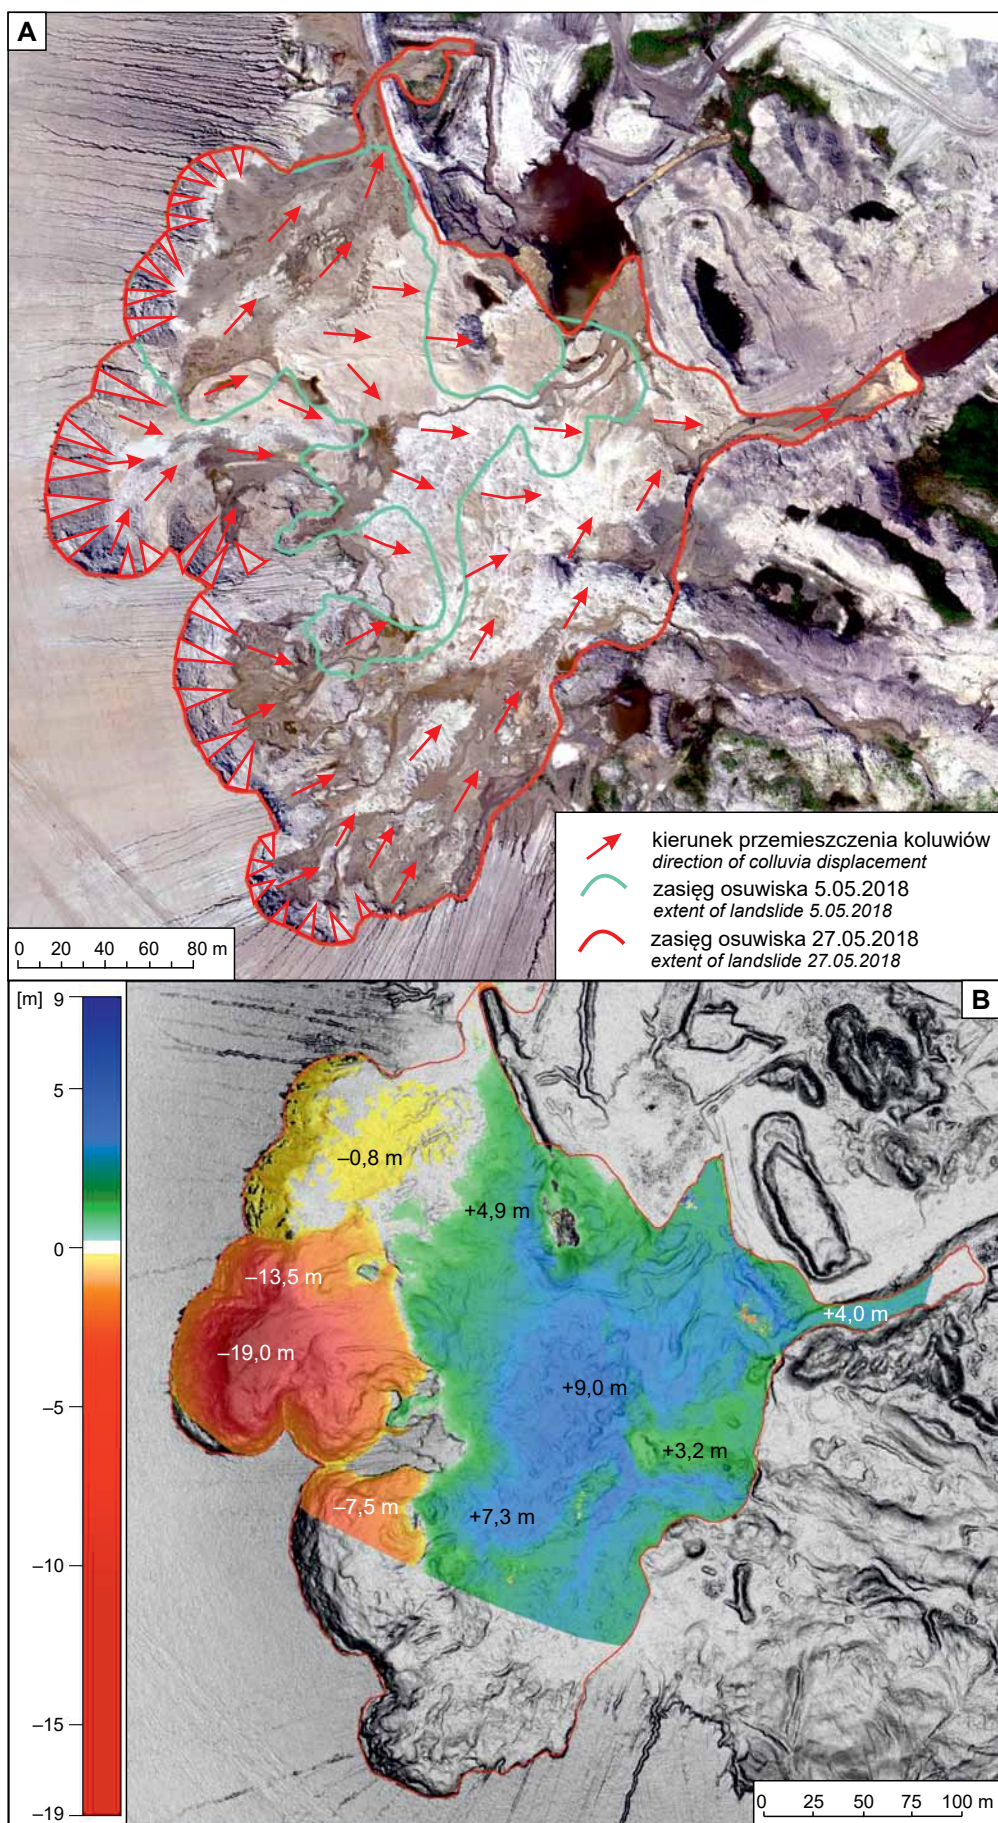 A
kierunek przemieszczenia koluwiów
direction of colluvia displacement
zasięg osuwiska 5.05.2018
extent of landslide 5.05.2018
zasięg osuwiska 27.05.2018
extent of landslide 27.05.2018
0 20 40 60 80 m
B
[m] 9
5
0
–5
–10
–15
–19
–0,8 m
+4,9 m
–13,5 m
+4,0 m
–19,0 m
+9,0 m
+3,2 m
–7,5 m
+7,3 m
0 25 50 75 100 m